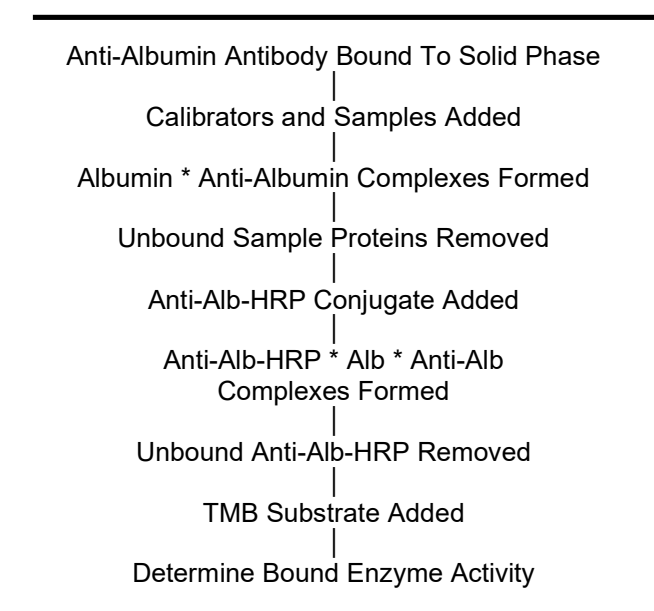 Anti-Albumin Antibody Bound To Solid Phase
Calibrators and Samples Added
Albumin * Anti-Albumin Complexes Formed
Unbound Sample Proteins Removed
Anti-Alb-HRP Conjugate Added
Anti-Alb-HRP * Alb * Anti-Alb
Complexes Formed
Unbound Anti-Alb-HRP Removed
TMB Substrate Added
Determine Bound Enzyme Activity